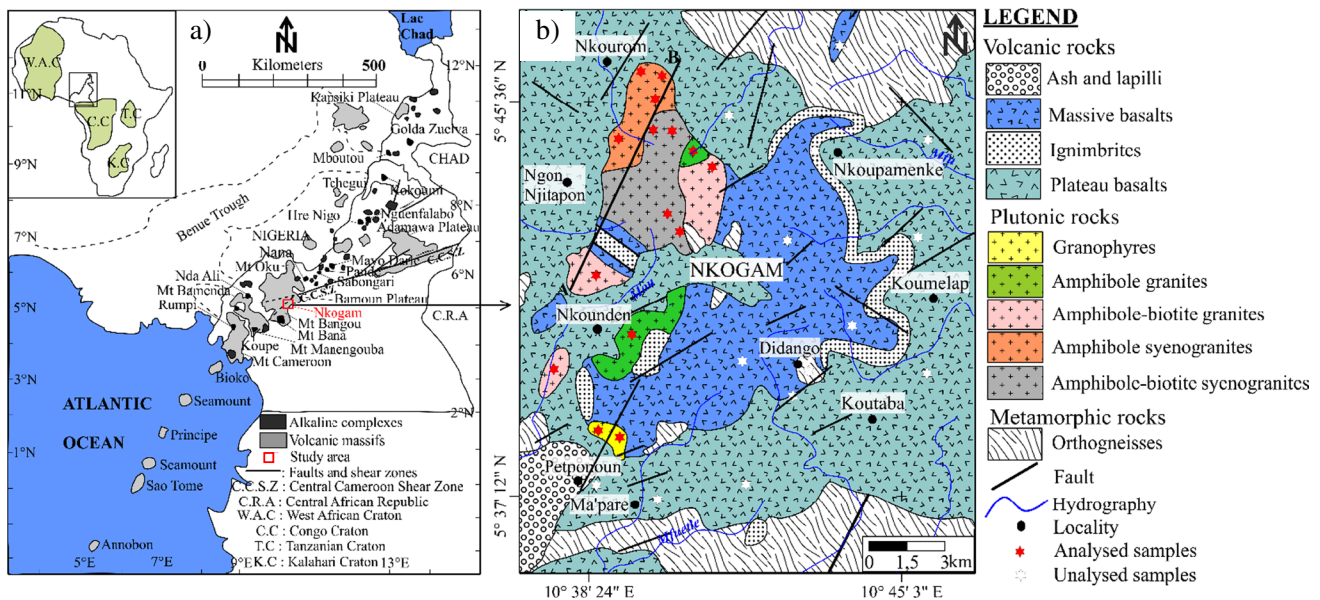 a)
N
0 500
Kilometers
Lac
Chad
W.A.C
C.C
T.C
K.C
12°N
11°N
9°N
8°N
7°N
6°N
5°N
3°N
2°N
1°N
Kapsiki Plateau
Golda Zuelva
CHAD
Mboutou
Tchegui
Kokoumi
Benue Trough
Hre Nigo
Nguenfalabo
Adamawa Plateau
NIGERIA
Nana
Mt Oku
Mayo Darle
C.C.S.Z
Pande
Sabongari
Nda Ali
Mt Bamenda
Rumpi
C.C.S.Z
Bamoun Plateau
Nkogam
C.R.A
Mt Bangou
Mt Bana
Mt Manengouba
Koupe
Mt Cameroon
Bioko
Seamount
ATLANTIC
OCEAN
Principe
Seamount
Sao Tome
Annobon
Alkaline complexes
Volcanic massifs
Study area
: Faults and shear zones
C.C.S.Z : Central Cameroon Shear Zone
C.R.A : Central African Republic
W.A.C : West African Craton
C.C : Congo Craton
T.C : Tanzanian Craton
K.C : Kalahari Craton
5°E 7°E 9°E 13°E
b)
N
5° 45' 36" N
5° 37' 12" N
10° 38' 24" E 10° 45' 3" E
Nkourom
B
Ngon
Njitapon
Nkoupamenke
Mfu
NKOGAM
A
Nkounden
Koumelap
Didango
Koutaba
Petponoun
Ma'pare
0 1,5 3km
LEGEND
Volcanic rocks
Ash and lapilli
Massive basalts
Ignimbrites
Plateau basalts
Plutonic rocks
Granophyres
Amphibole granites
Amphibole-biotite granites
Amphibole syenogranites
Amphibole-biotite syenogranites
Metamorphic rocks
Orthogneisses
Fault
Hydrography
Locality
Analysed samples
Unalysed samples